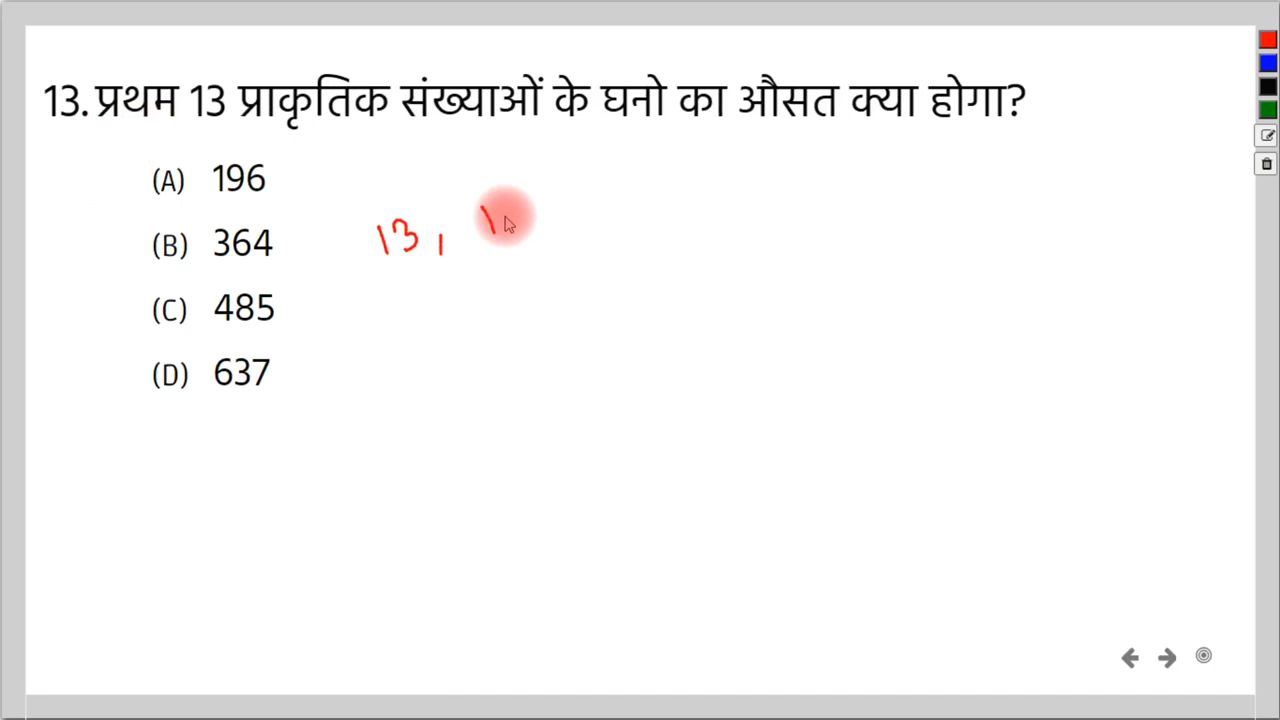 13. प्रथम 13 प्राकृतिक संख्याओं के घनो का औसत क्या होगा?
(A) 196
(B) 364
13, 1
(C) 485
(D) 637